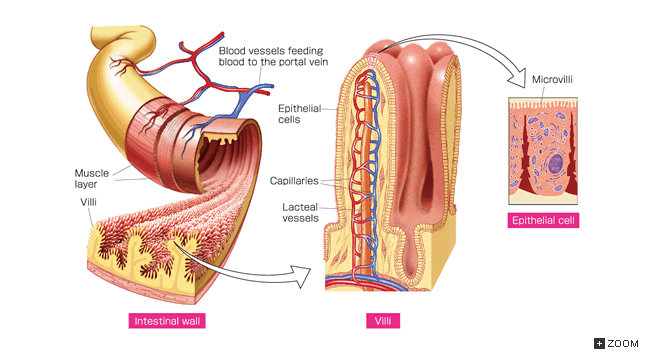 Blood vessels feeding
blood to the portal vein
Muscle
layer
Villi
Intestinal wall
Epithelial
cells
Capillaries
Lacteal
vessels
Villi
Microvilli
Epithelial cell
+ ZOOM